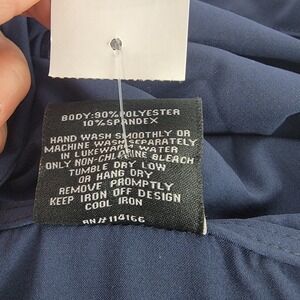 BODY:90%POLYESTER
10%SPANDEX
HAND WASH SMOOTHLY OR
MACHINE WASH SEPARATELY
IN LUKEWARM WATER
ONLY NON-CHLORINE BLEACH
TUMBLE DRY LOW
OR HANG DRY
REMOVE PROMPTLY
KEEP IRON OFF DESIGN
COOL IRON
RN#114166